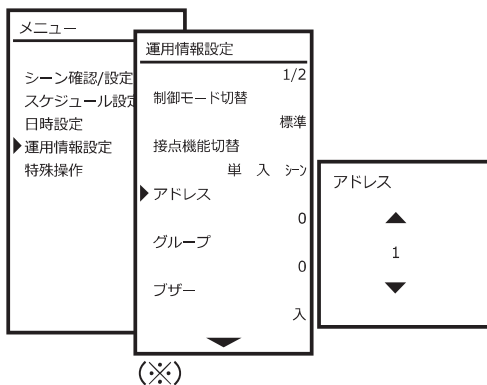 メニュー
シーン確認/設定
スケジュール設定
日時設定
運用情報設定
特殊操作
運用情報設定
1/2
制御モード切替
標準
接点機能切替
単 入 シーン
アドレス
0
グループ
0
ブザー
入
(※)
アドレス
1